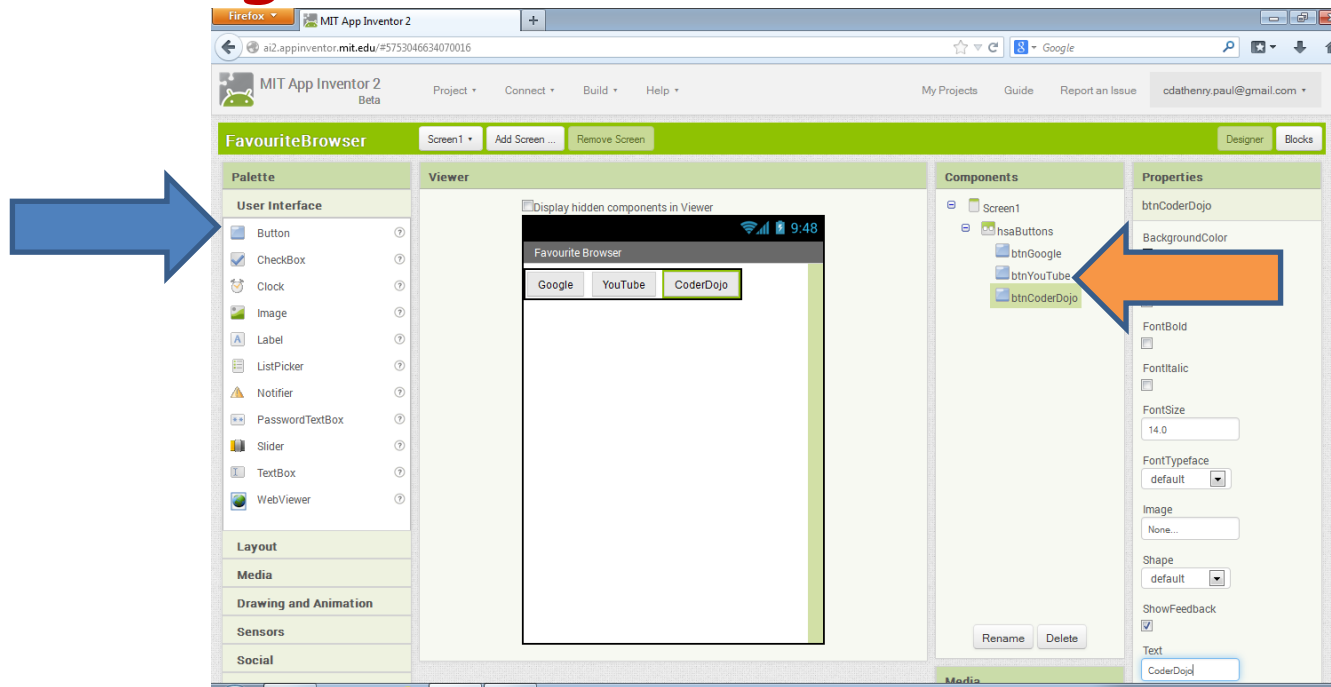 Firefox
MIT App Inventor 2
+
ai2.appinventor.mit.edu/#5753046634070016
Google
MIT App Inventor 2
Beta
Project
Connect
Build
Help
My Projects
Guide
Report an Issue
cdathenry.paul@gmail.com
FavouriteBrowser
Screen1
Add Screen ...
Remove Screen
Designer
Blocks
Palette
User Interface
Button
CheckBox
Clock
Image
Label
ListPicker
Notifier
PasswordTextBox
Slider
TextBox
WebViewer
Layout
Media
Drawing and Animation
Sensors
Social
Viewer
Display hidden components in Viewer
9:48
Favourite Browser
Google YouTube CoderDojo
Components
Screen1
hsaButtons
btnGoogle
btnYouTube
btnCoderDojo
Rename Delete
Media
Properties
btnCoderDojo
BackgroundColor
FontBold
FontItalic
FontSize
14.0
FontTypeface
default
Image
None...
Shape
default
ShowFeedback
Text
CoderDojo